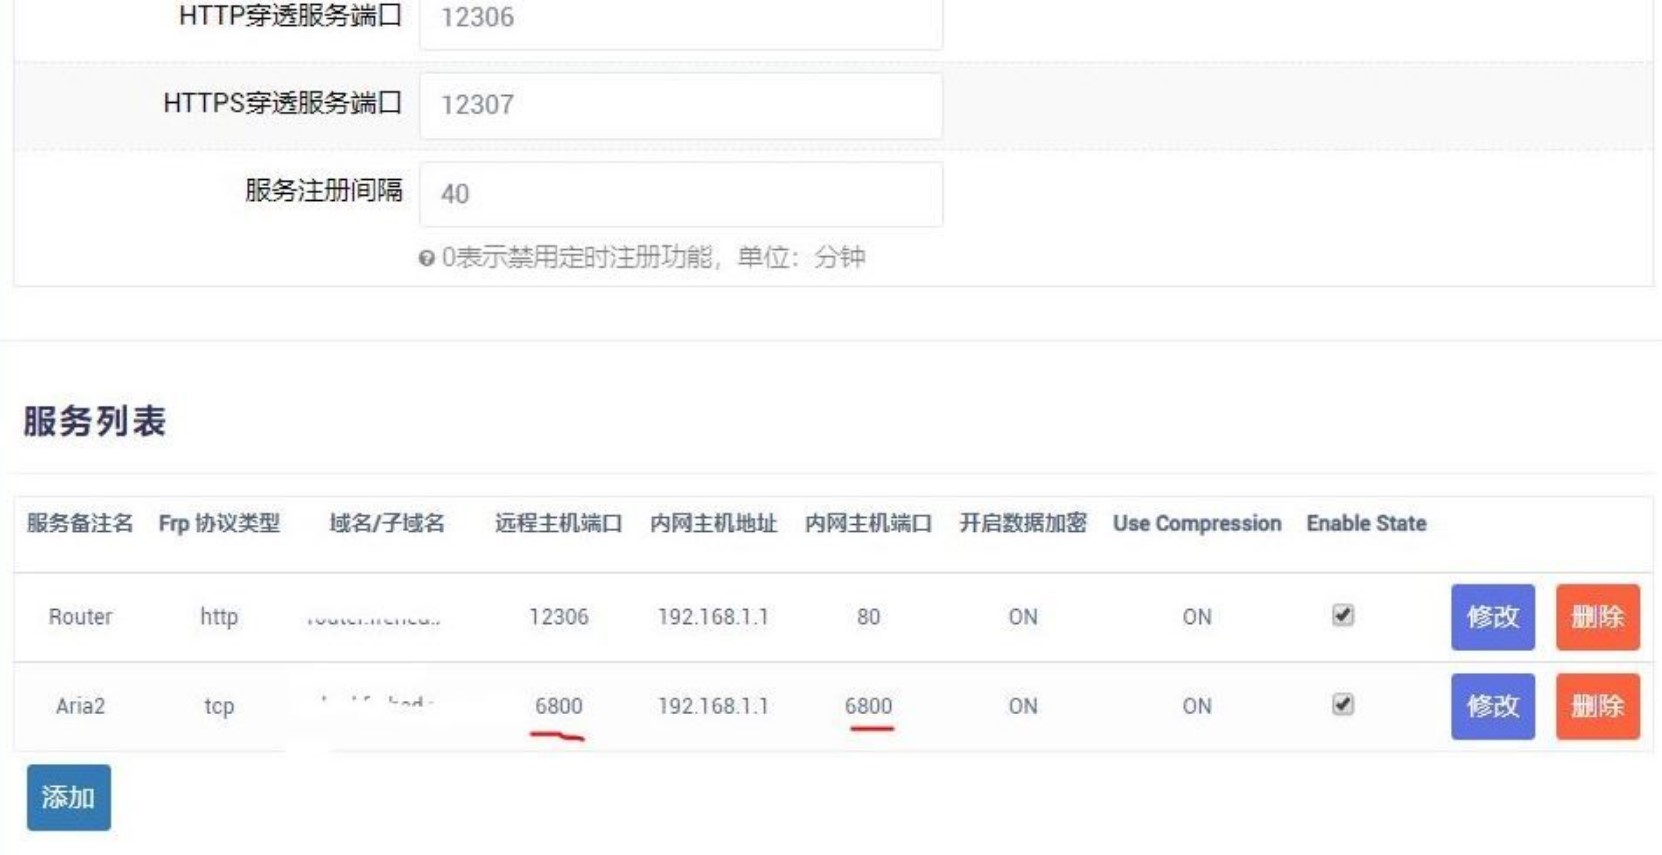 HTTP穿透服务端口 12306
HTTPS穿透服务端口 12307
服务注册间隔 40
0表示禁用定时注册功能，单位：分钟
服务列表
服务备注名 Frp 协议类型 域名/子域名 远程主机端口 内网主机地址 内网主机端口 开启数据加密 Use Compression Enable State
Router http 12306 192.168.1.1 80 ON ON 修改 删除
Aria2 tcp 6800 192.168.1.1 6800 ON ON 修改 删除
添加